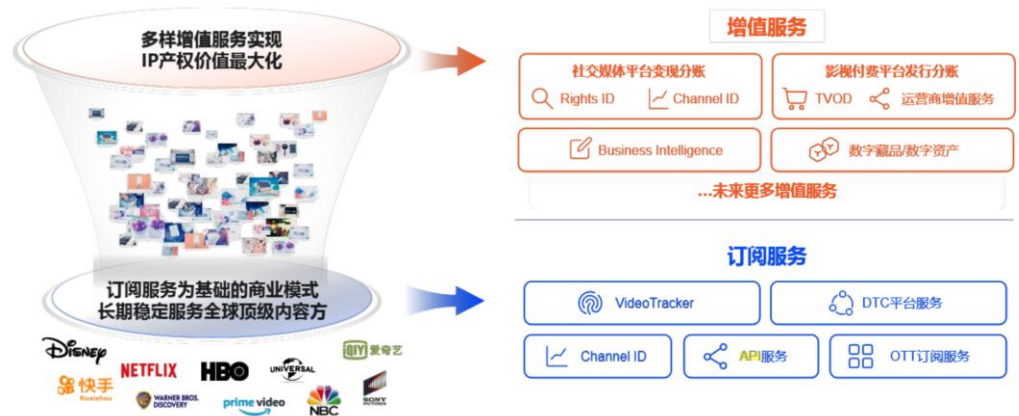 多样增值服务实现
IP产权价值最大化
增值服务
社交媒体平台变现分账
Rights ID
Channel ID
影视付费平台发行分账
TVOD
运营商增值服务
Business Intelligence
数字藏品/数字资产
...未来更多增值服务
订阅服务为基础的商业模式
长期稳定服务全球顶级内容方
订阅服务
VideoTracker
DTC平台服务
Channel ID
API服务
OTT订阅服务
Disney
NETFLIX
HBO
UNIVERSAL
iQIY 爱奇艺
快手
Kuaishou
WARNER BROS.
DISCOVERY
prime video
NBC
SONY
PICTURES